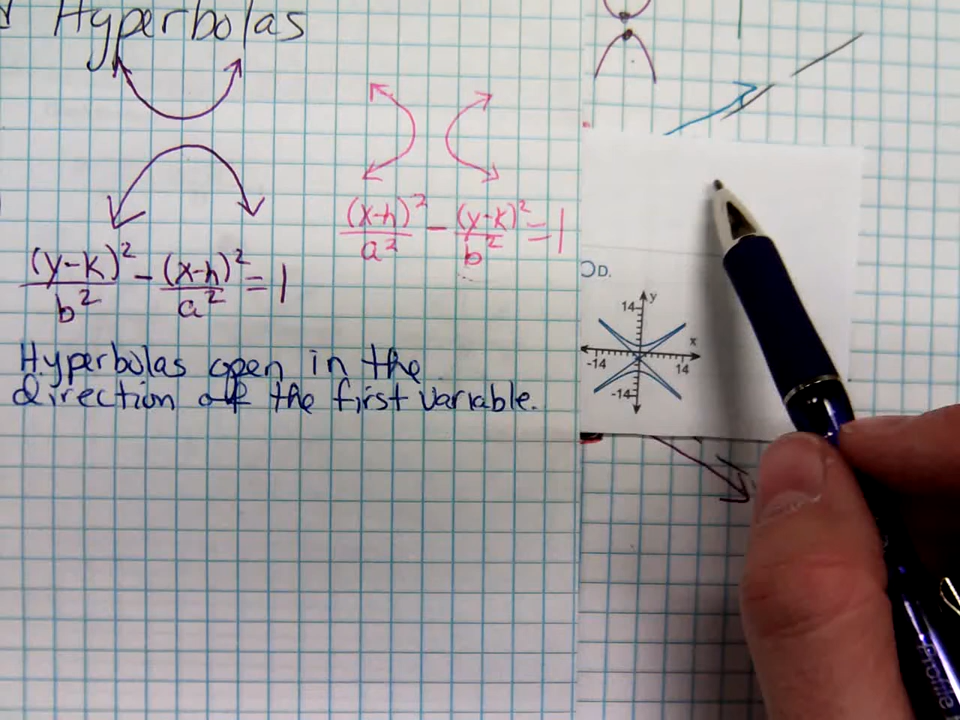 Hyperbolas
(x-h)²/a² - (y-k)²/b² = 1
(y-k)²/b² - (x-h)²/a² = 1
Hyperbolas open in the
direction of the first variable.
D.
14 y
x
-14 14
-14